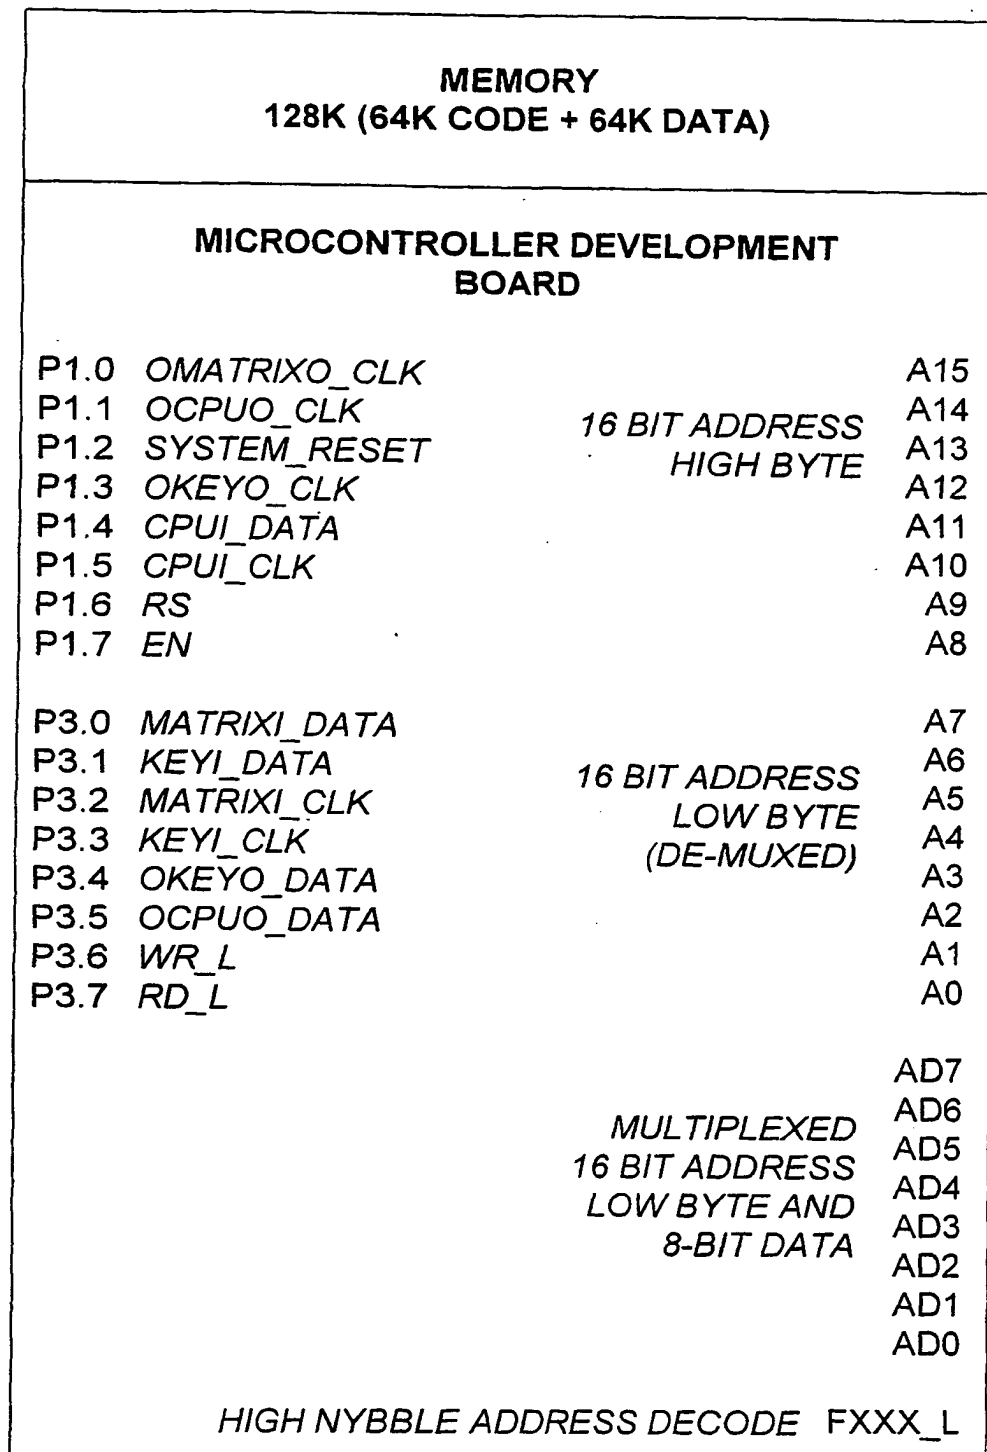 MEMORY
128K (64K CODE + 64K DATA)
MICROCONTROLLER DEVELOPMENT
BOARD
P1.0 OMATRIXO_CLK
P1.1 OCPUO_CLK
P1.2 SYSTEM_RESET
P1.3 OKEYO_CLK
P1.4 CPUI_DATA
P1.5 CPUI_CLK
P1.6 RS
P1.7 EN
P3.0 MATRIXI_DATA
P3.1 KEYI_DATA
P3.2 MATRIXI_CLK
P3.3 KEYI_CLK
P3.4 OKEYO_DATA
P3.5 OCPUO_DATA
P3.6 WR_L
P3.7 RD_L
16 BIT ADDRESS
HIGH BYTE
A15
A14
A13
A12
A11
A10
A9
A8
16 BIT ADDRESS
LOW BYTE
(DE-MUXED)
A7
A6
A5
A4
A3
A2
A1
A0
MULTIPLEXED
16 BIT ADDRESS
LOW BYTE AND
8-BIT DATA
AD7
AD6
AD5
AD4
AD3
AD2
AD1
AD0
HIGH NYBBLE ADDRESS DECODE FXXX_L